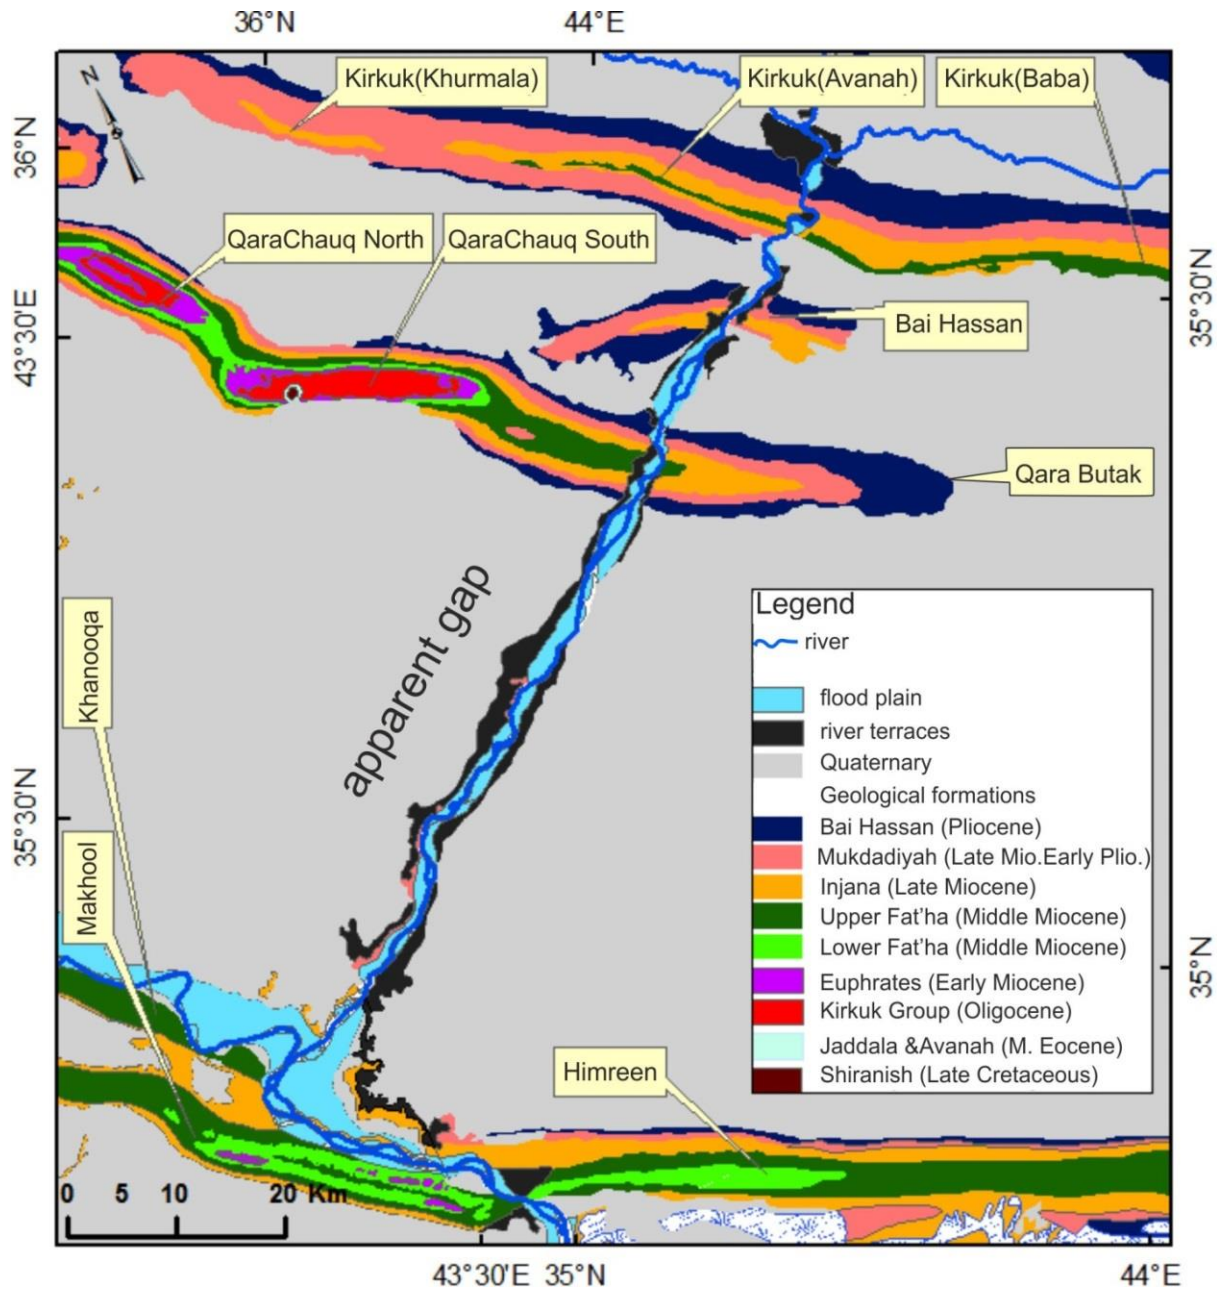 36°N 44°E
N
Kirkuk(Khurmala)
Kirkuk(Avanah)
Kirkuk(Baba)
36°N
QaraChauq North
QaraChauq South
35°30'N
43°30'E
Bai Hassan
Qara Butak
apparent gap
Khanooqa
Makhool
35°30'N
35°N
Himreen
Legend
river
flood plain
river terraces
Quaternary
Geological formations
Bai Hassan (Pliocene)
Mukdadiyah (Late Mio.Early Plio.)
Injana (Late Miocene)
Upper Fat'ha (Middle Miocene)
Lower Fat'ha (Middle Miocene)
Euphrates (Early Miocene)
Kirkuk Group (Oligocene)
Jaddala &Avanah (M. Eocene)
Shiranish (Late Cretaceous)
0 5 10 20 Km
43°30'E 35°N 44°E